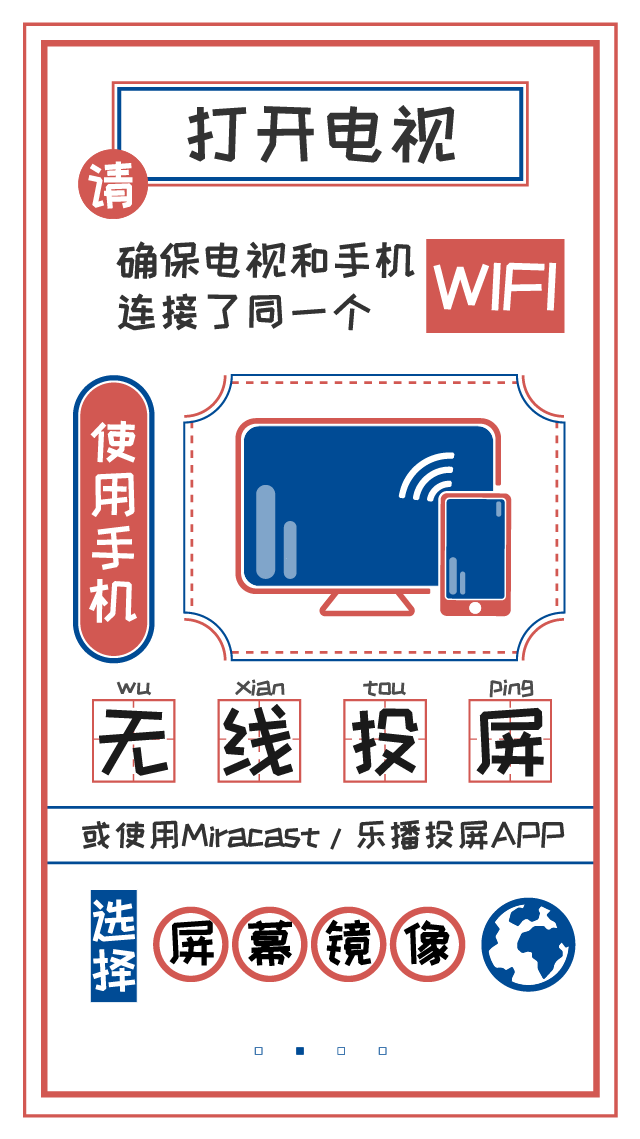 请
打开电视
确保电视和手机
连接了同一个
WIFI
使用手机
wu xian tou ping
无线投屏
或使用Miracast / 乐播投屏APP
选择
屏幕镜像